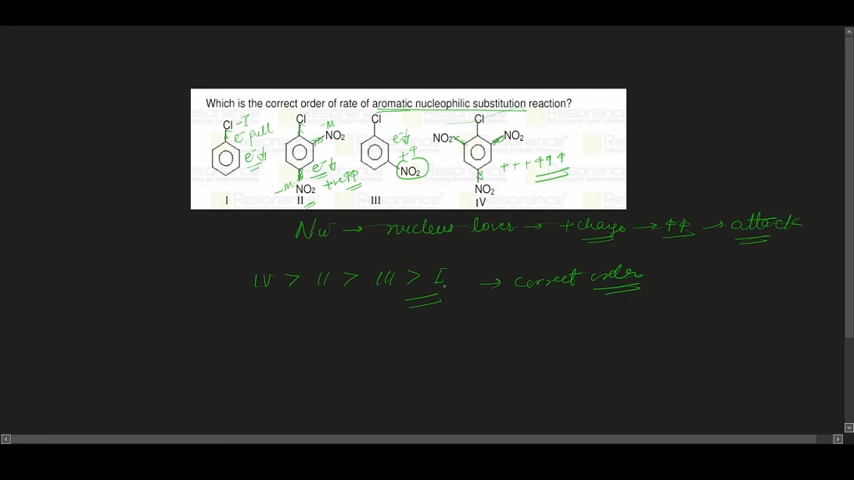 Which is the correct order of rate of aromatic nucleophilic substitution reaction?
Cl -I
e⁻ pull
e⁻ ↓
I
Cl
-M
NO₂
e⁻ ↓
-M
NO₂
+ve ↑↑
II
Cl
e⁻ ↓
+ ↑
NO₂
III
Cl
NO₂
NO₂
+ + + ↑ ↑ ↑
NO₂
IV
Nu → nucleus lover → +charge → ↑↑ → attack
IV > II > III > I → correct order